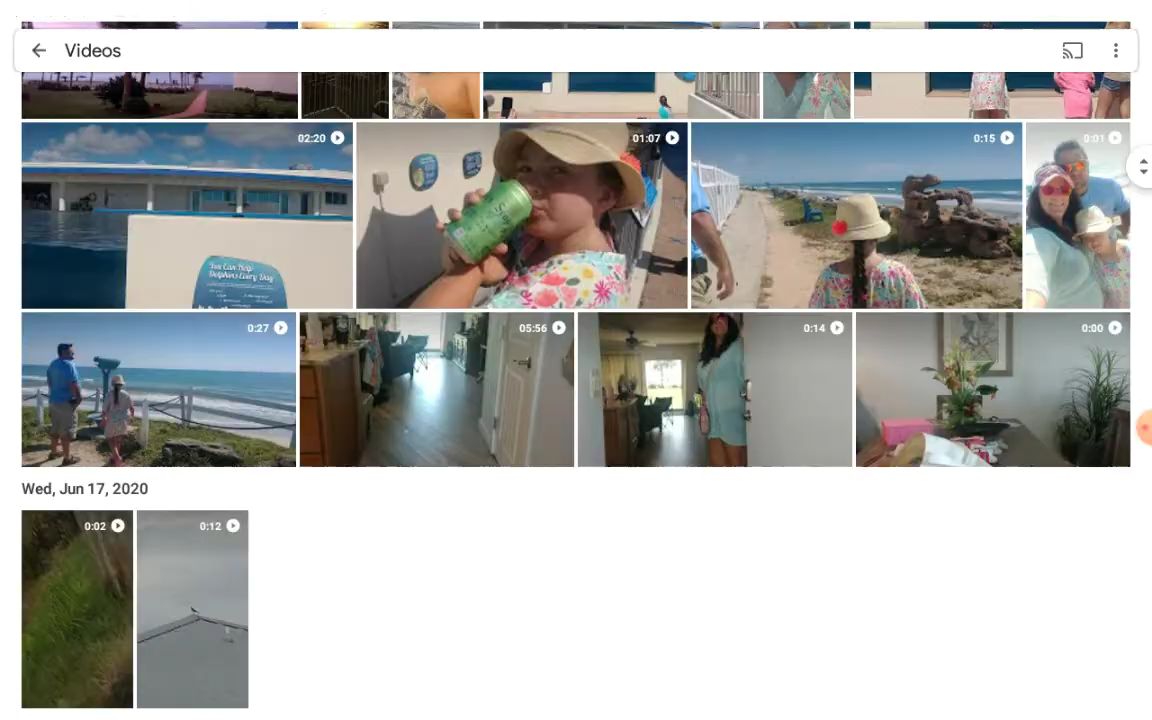 Videos
02:20
01:07
0:15
0:01
You Can Help
Dolphins Every Day
0:27
05:56
0:14
0:00
Wed, Jun 17, 2020
0:02
0:12